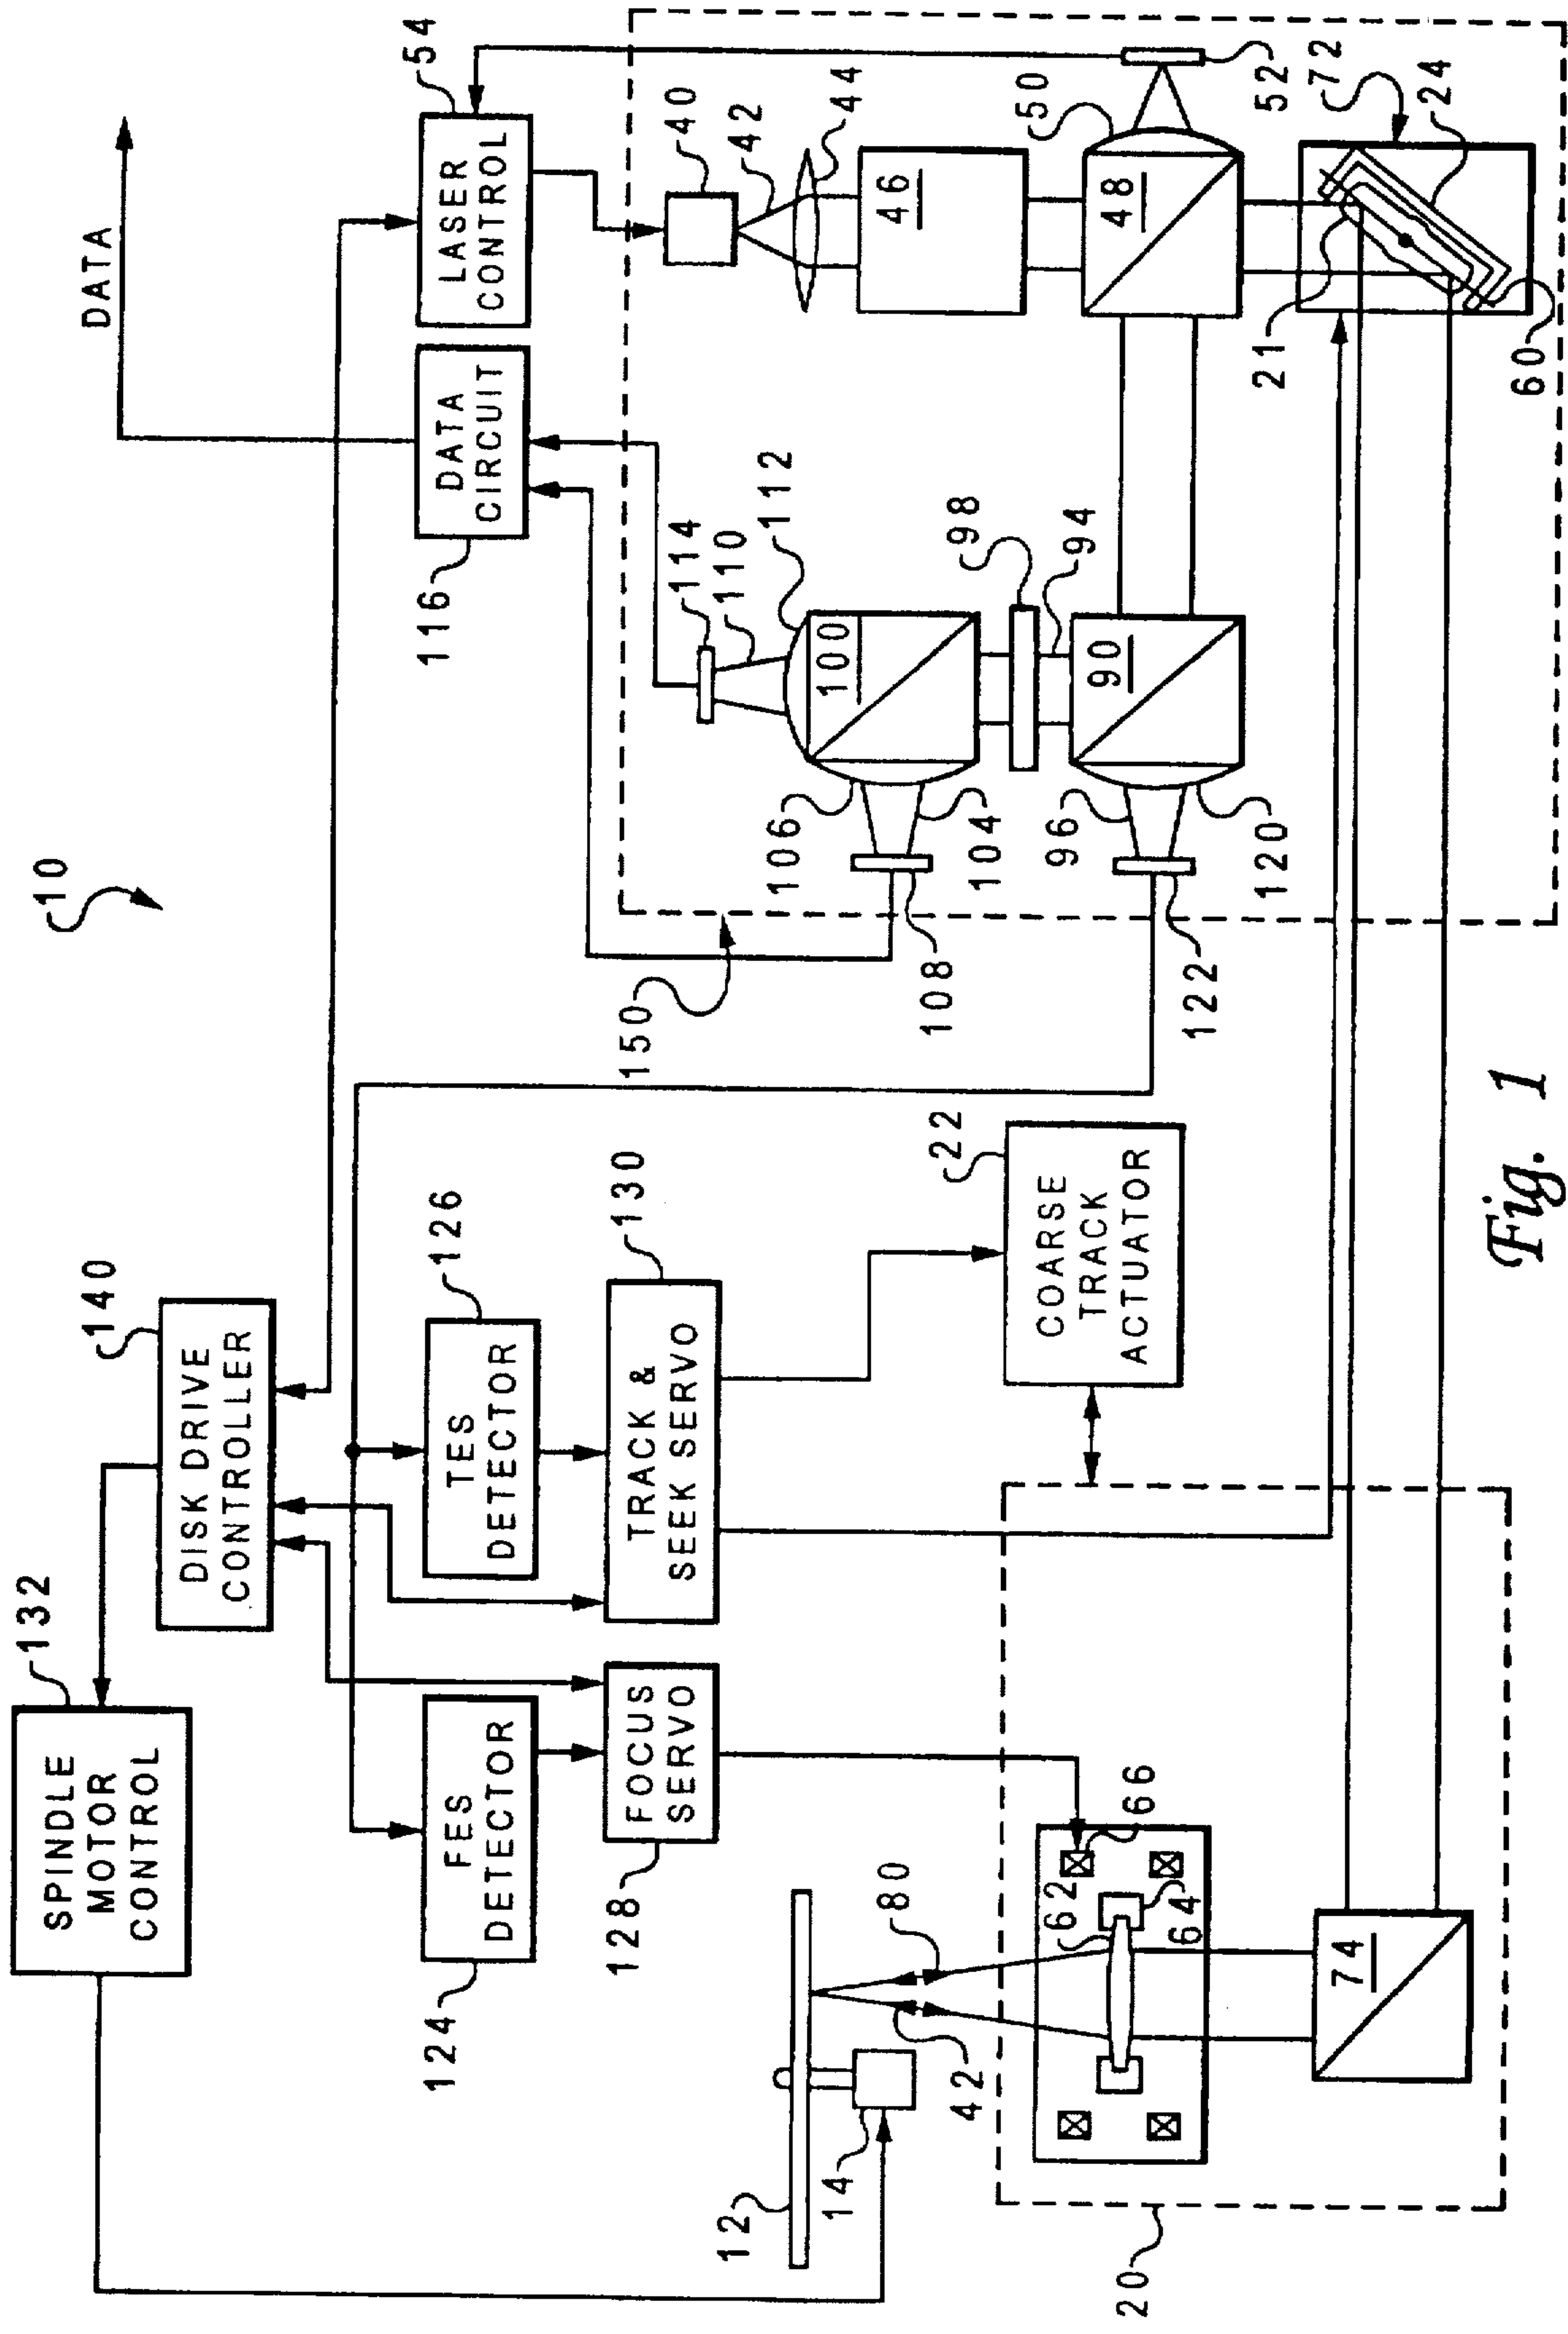 10
132
SPINDLE
MOTOR
CONTROL
140
DISK DRIVE
CONTROLLER
DATA
124
FES
DETECTOR
126
TES
DETECTOR
116
DATA
CIRCUIT
54
LASER
CONTROL
128
FOCUS
SERVO
130
TRACK &
SEEK SERVO
150
114
110
112
40
42
44
12
14
42
80
106
100
104
108
98
94
46
22
COARSE
TRACK
ACTUATOR
96
90
120
122
48
50
52
20
62
66
64
74
21
72
24
60
Fig. 1